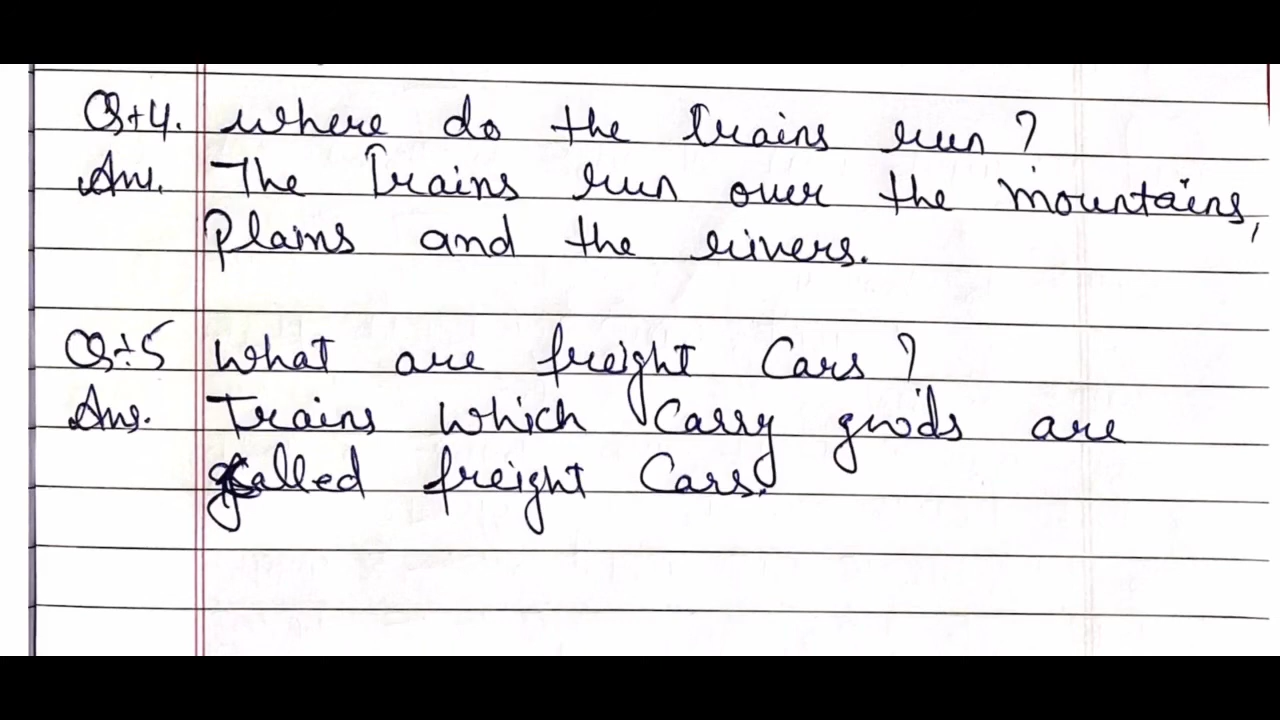 Q÷4. Where do the trains run?
Ans. The Trains run over the mountains,
Plains and the rivers.
Q÷5 What are freight Cars?
Ans. Trains which carry goods are
called freight Cars.